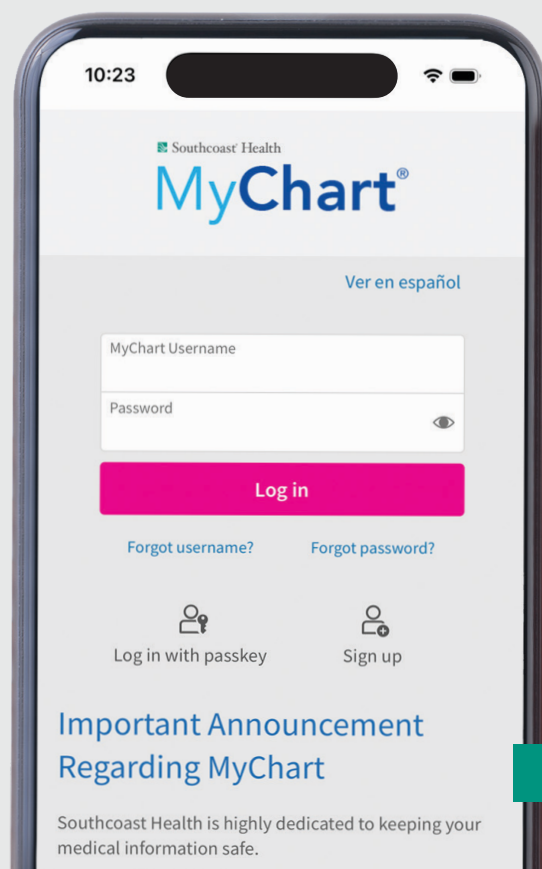 10:23
Southcoast Health
MyChart®
Ver en español
MyChart Username
Password
Log in
Forgot username? Forgot password?
Log in with passkey Sign up
Important Announcement
Regarding MyChart
Southcoast Health is highly dedicated to keeping your
medical information safe.